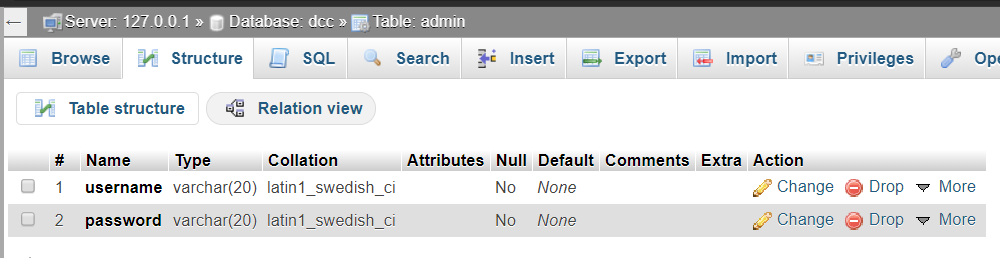 ← Server: 127.0.0.1 » Database: dcc » Table: admin
Browse Structure SQL Search Insert Export Import Privileges Ope
Table structure Relation view
# Name Type Collation Attributes Null Default Comments Extra Action
1 username varchar(20) latin1_swedish_ci No None Change Drop More
2 password varchar(20) latin1_swedish_ci No None Change Drop More